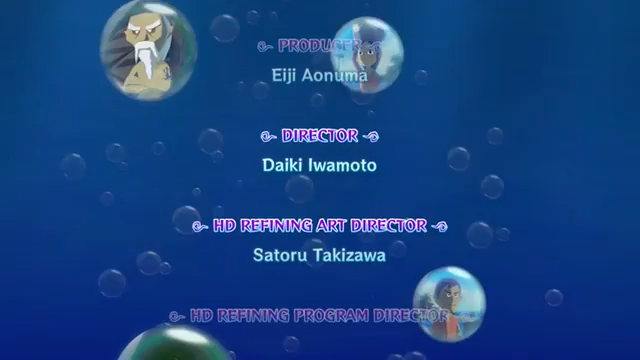 PRODUCER
Eiji Aonuma
DIRECTOR
Daiki Iwamoto
HD REFINING ART DIRECTOR
Satoru Takizawa
HD REFINING PROGRAM DIRECTOR